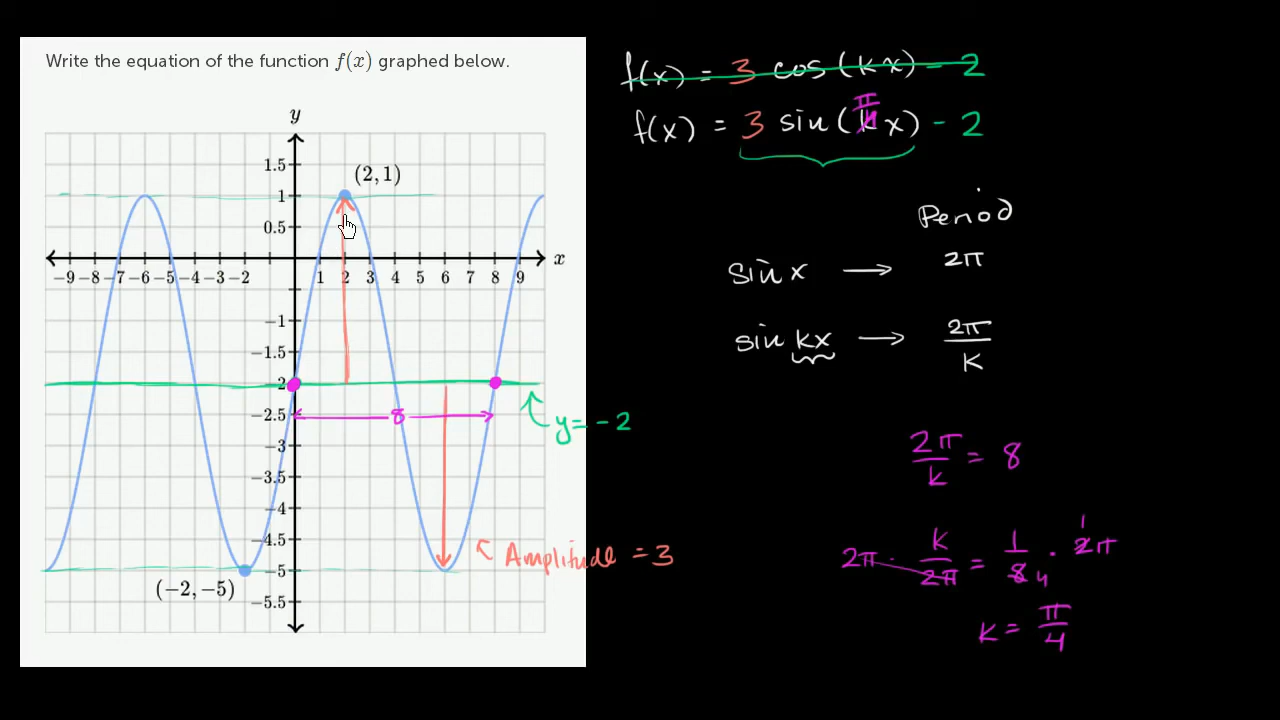 Write the equation of the function f(x) graphed below.
y
1.5
1
0.5
(2,1)
x
−9 −8 −7 −6 −5 −4 −3 −2 1 2 3 4 5 6 7 8 9
−1
−1.5
−2
−2.5
−3
−3.5
−4
−4.5
−5
−5.5
(−2,−5)
8
y=−2
Amplitude = 3
f(x) = 3 cos(kx) − 2
f(x) = 3 sin(k x) − 2
π
Period
sin x → 2π
sin kx → 2π/k
2π/k = 8
2π · k/2π = 1/8 · 2π
4
1
k = π/4